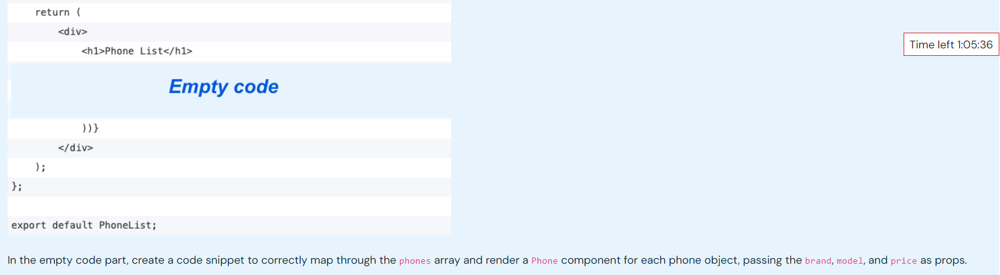 return (
<div>
<h1>Phone List</h1>
Time left 1:05:36
Empty code
))}
</div>
);
};
export default PhoneList;
In the empty code part, create a code snippet to correctly map through the phones array and render a Phone component for each phone object, passing the brand, model, and price as props.